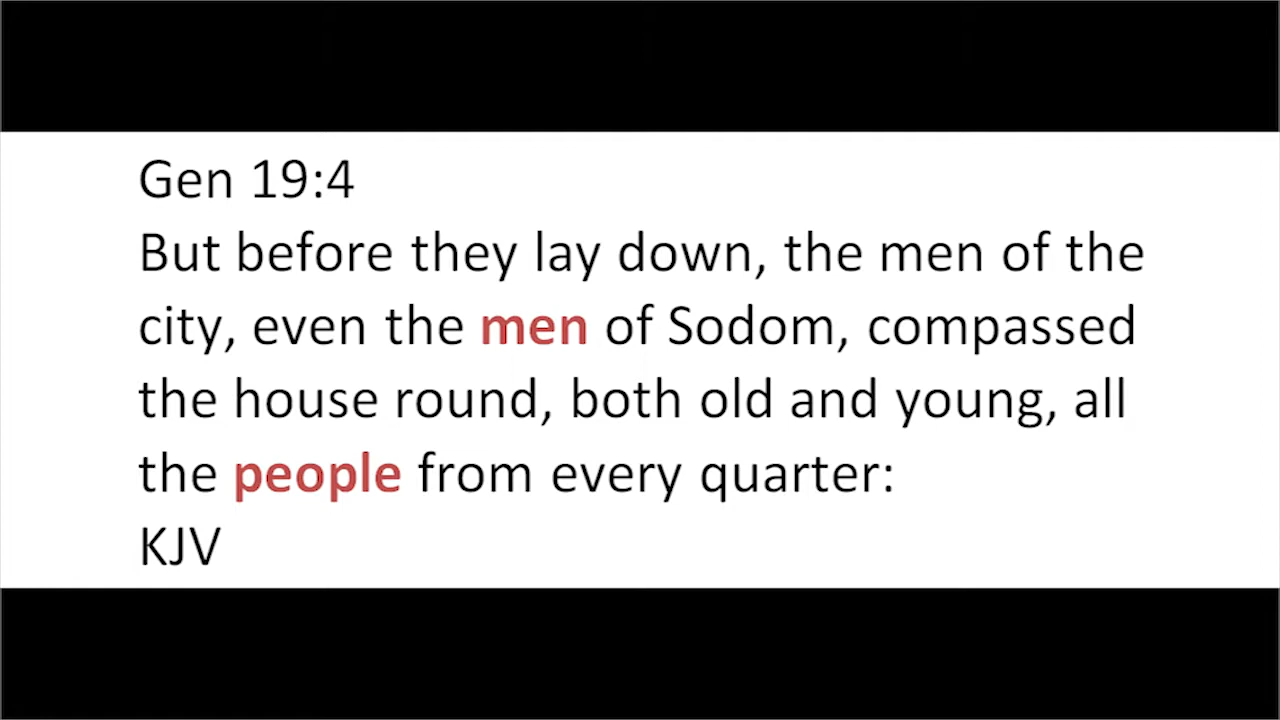 Gen 19:4
But before they lay down, the men of the
city, even the men of Sodom, compassed
the house round, both old and young, all
the people from every quarter:
KJV